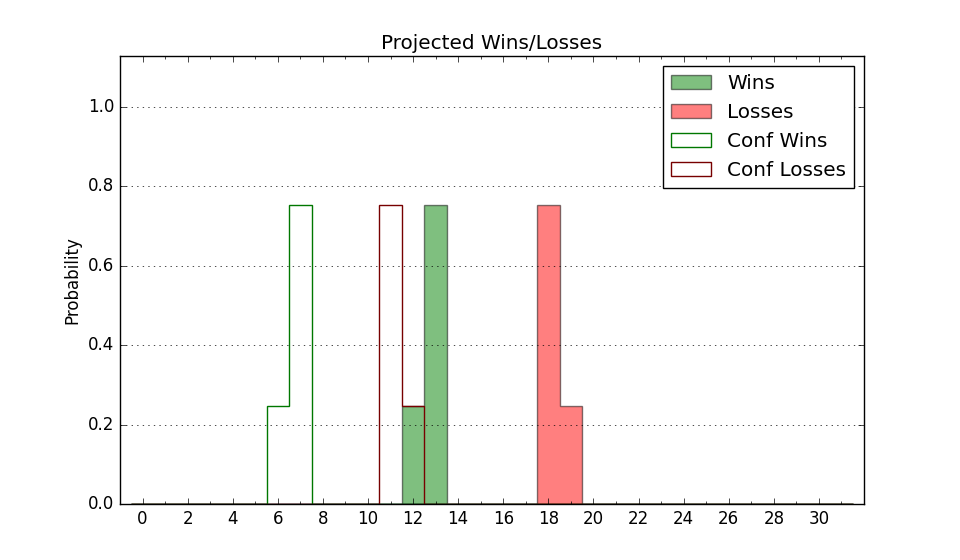 Projected Wins/Losses
Wins
Losses
Conf Wins
Conf Losses
Probability
1.0
0.8
0.6
0.4
0.2
0.0
0 2 4 6 8 10 12 14 16 18 20 22 24 26 28 30